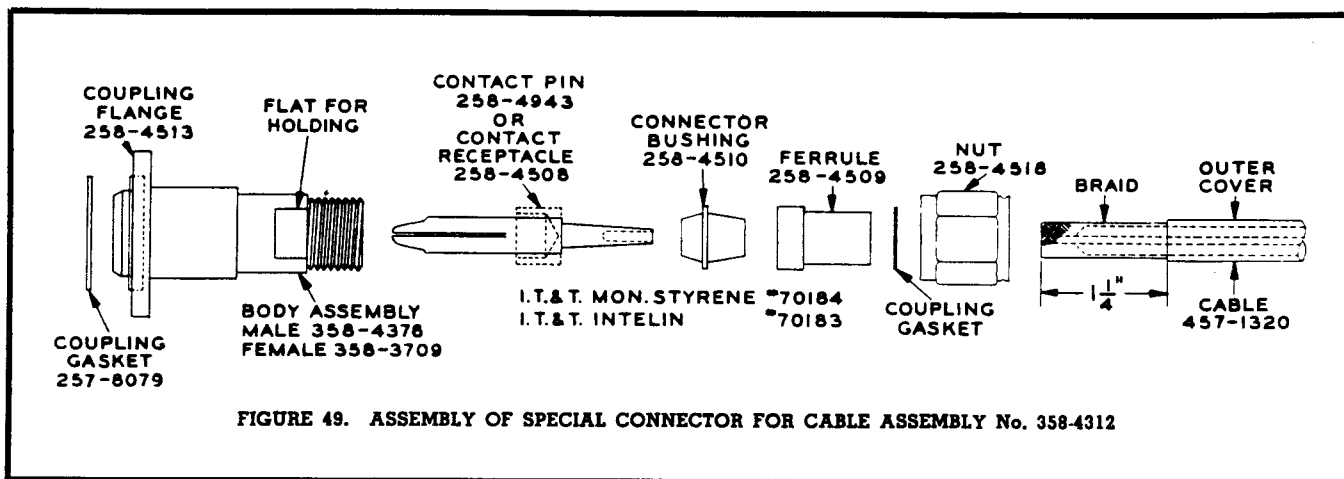 COUPLING
FLANGE
258-4513
FLAT FOR
HOLDING
CONTACT PIN
258-4943
OR
CONTACT
RECEPTACLE
258-4508
CONNECTOR
BUSHING
258-4510
FERRULE
258-4509
NUT
258-4518
BRAID
OUTER
COVER
COUPLING
GASKET
257-8079
BODY ASSEMBLY
MALE 358-4378
FEMALE 358-3709
I.T.&T. MON. STYRENE #70184
I.T.&T. INTELIN #70183
COUPLING
GASKET
1 1/4"
CABLE
457-1320
FIGURE 49. ASSEMBLY OF SPECIAL CONNECTOR FOR CABLE ASSEMBLY No. 358-4312